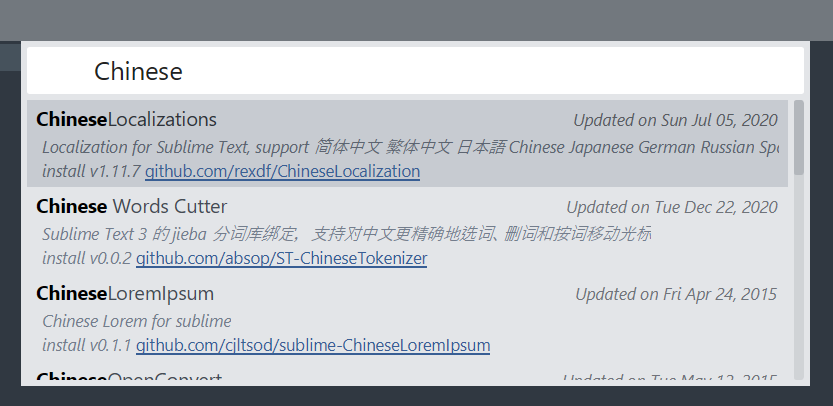 Chinese
ChineseLocalizations Updated on Sun Jul 05, 2020
Localization for Sublime Text, support 简体中文 繁体中文 日本語 Chinese Japanese German Russian Spa
install v1.11.7 github.com/rexdf/ChineseLocalization
Chinese Words Cutter Updated on Tue Dec 22, 2020
Sublime Text 3 的 jieba 分词库绑定，支持对中文更精确地选词、删词和按词移动光标
install v0.0.2 github.com/absop/ST-ChineseTokenizer
ChineseLoremIpsum Updated on Fri Apr 24, 2015
Chinese Lorem for sublime
install v0.1.1 github.com/cjltsod/sublime-ChineseLoremIpsum
ChineseOpenConvert Updated on Tue May 12, 2015